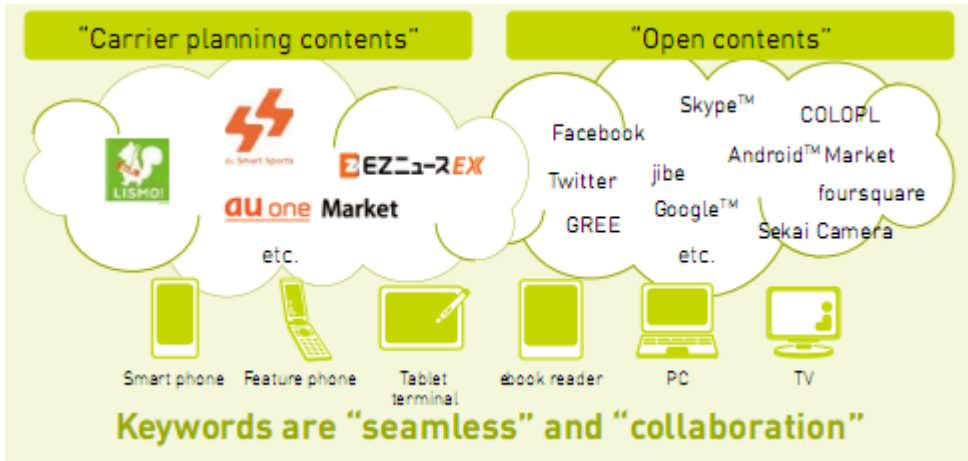 “Carrier planning contents”
“Open contents”
LISMO!
au Smart Sports
EZニュースEX
au one Market
etc.
Skype™
COLOPL
Facebook
Android™ Market
jibe
Twitter
foursquare
Google™
GREE
Sekai Camera
etc.
Smart phone
Feature phone
Tablet
terminal
ebook reader
PC
TV
Keywords are “seamless” and “collaboration”